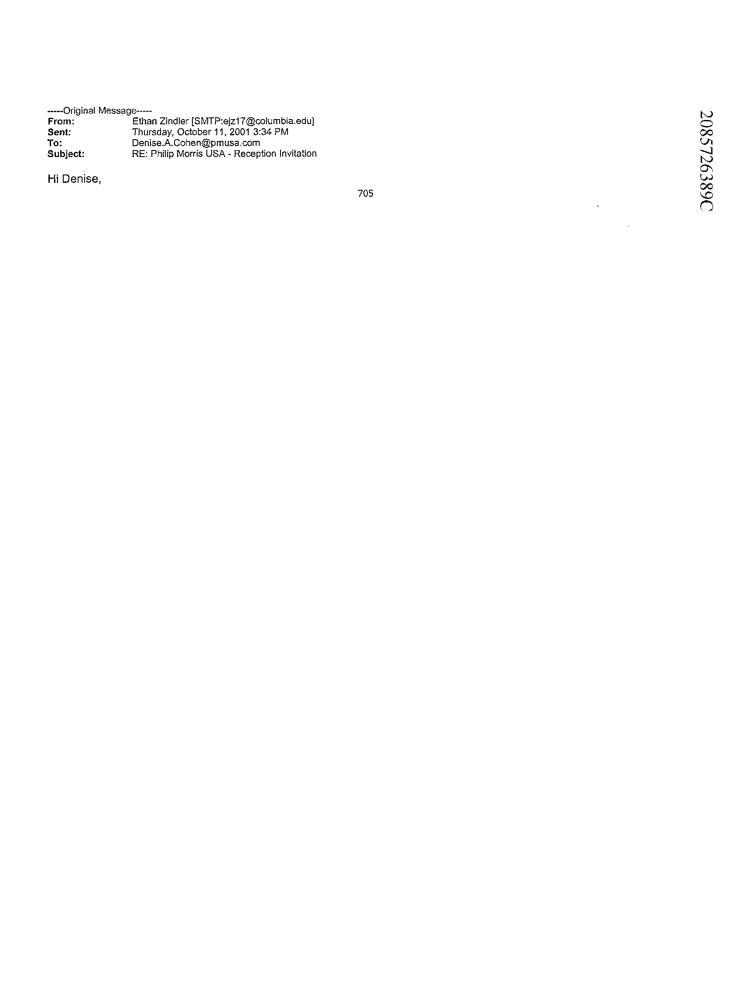 -----Original Message-----
From: Ethan Zindler [SMTP:ejz17@columbia.edu]
Sent: Thursday, October 11, 2001 3:34 PM
To: Denise.A.Cohen@pmusa.com
Subject: RE: Philip Morris USA - Reception Invitation
Hi Denise,
705
2085726389C